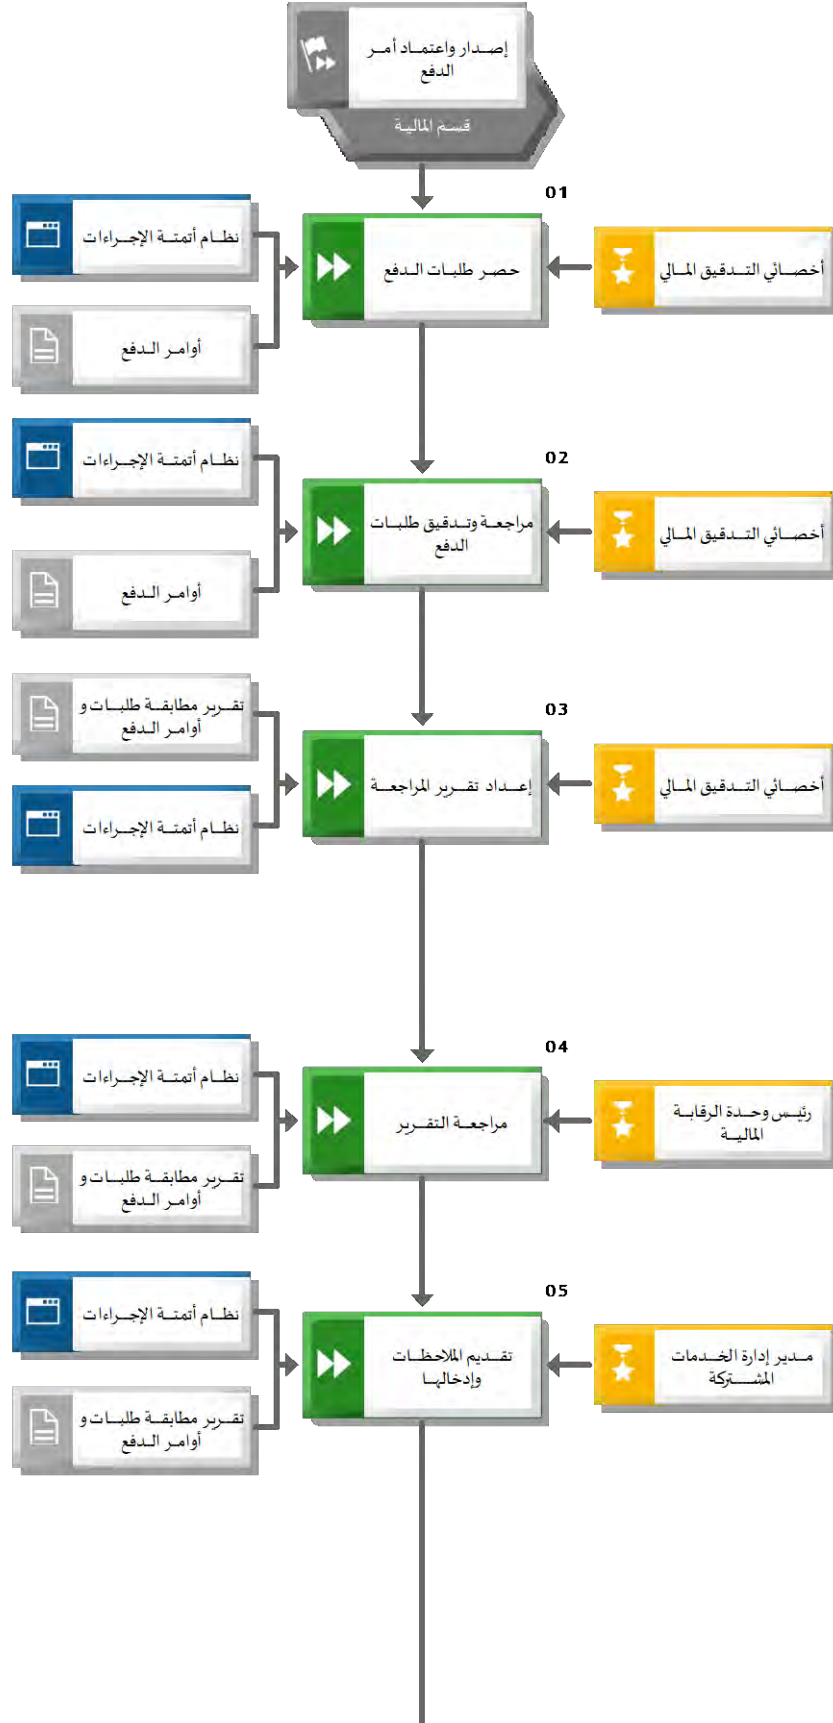 إصدار واعتماد أمر
الدفع
قسم المالية
01
أخصائي التدقيق المالي
حصر طلبات الدفع
نظام أتمتة الإجراءات
أوامر الدفع
02
أخصائي التدقيق المالي
مراجعة وتدقيق طلبات
الدفع
نظام أتمتة الإجراءات
أوامر الدفع
03
أخصائي التدقيق المالي
إعداد تقرير المراجعة
تقرير مطابقة طلبات و
أوامر الدفع
نظام أتمتة الإجراءات
04
رئيس وحدة الرقابة
المالية
مراجعة التقرير
نظام أتمتة الإجراءات
تقرير مطابقة طلبات و
أوامر الدفع
05
مدير إدارة الخدمات
المشتركة
تقديم الملاحظات
وإدخالها
نظام أتمتة الإجراءات
تقرير مطابقة طلبات و
أوامر الدفع